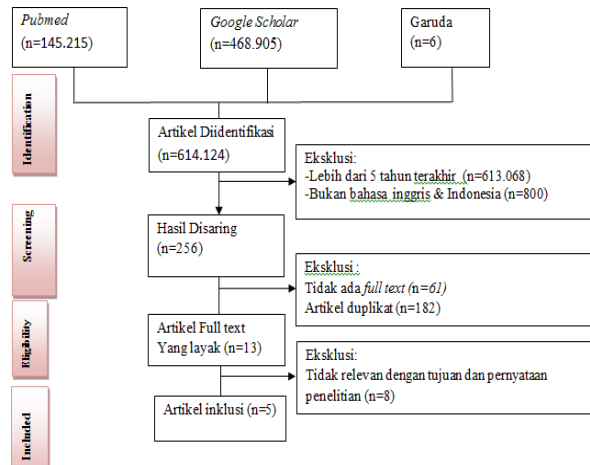 Pubmed
(n=145.215)
Google Scholar
(n=468.905)
Garuda
(n=6)
Identification
Artikel Diidentifikasi
(n=614.124)
Eksklusi:
-Lebih dari 5 tahun terakhir (n=613.068)
-Bukan bahasa inggris & Indonesia (n=800)
Screening
Hasil Disaring
(n=256)
Eksklusi :
Tidak ada full text (n=61)
Artikel duplikat (n=182)
Eligibility
Artikel Full text
Yang layak (n=13)
Eksklusi:
Tidak relevan dengan tujuan dan pernyataan
penelitian (n=8)
Included
Artikel inklusi (n=5)